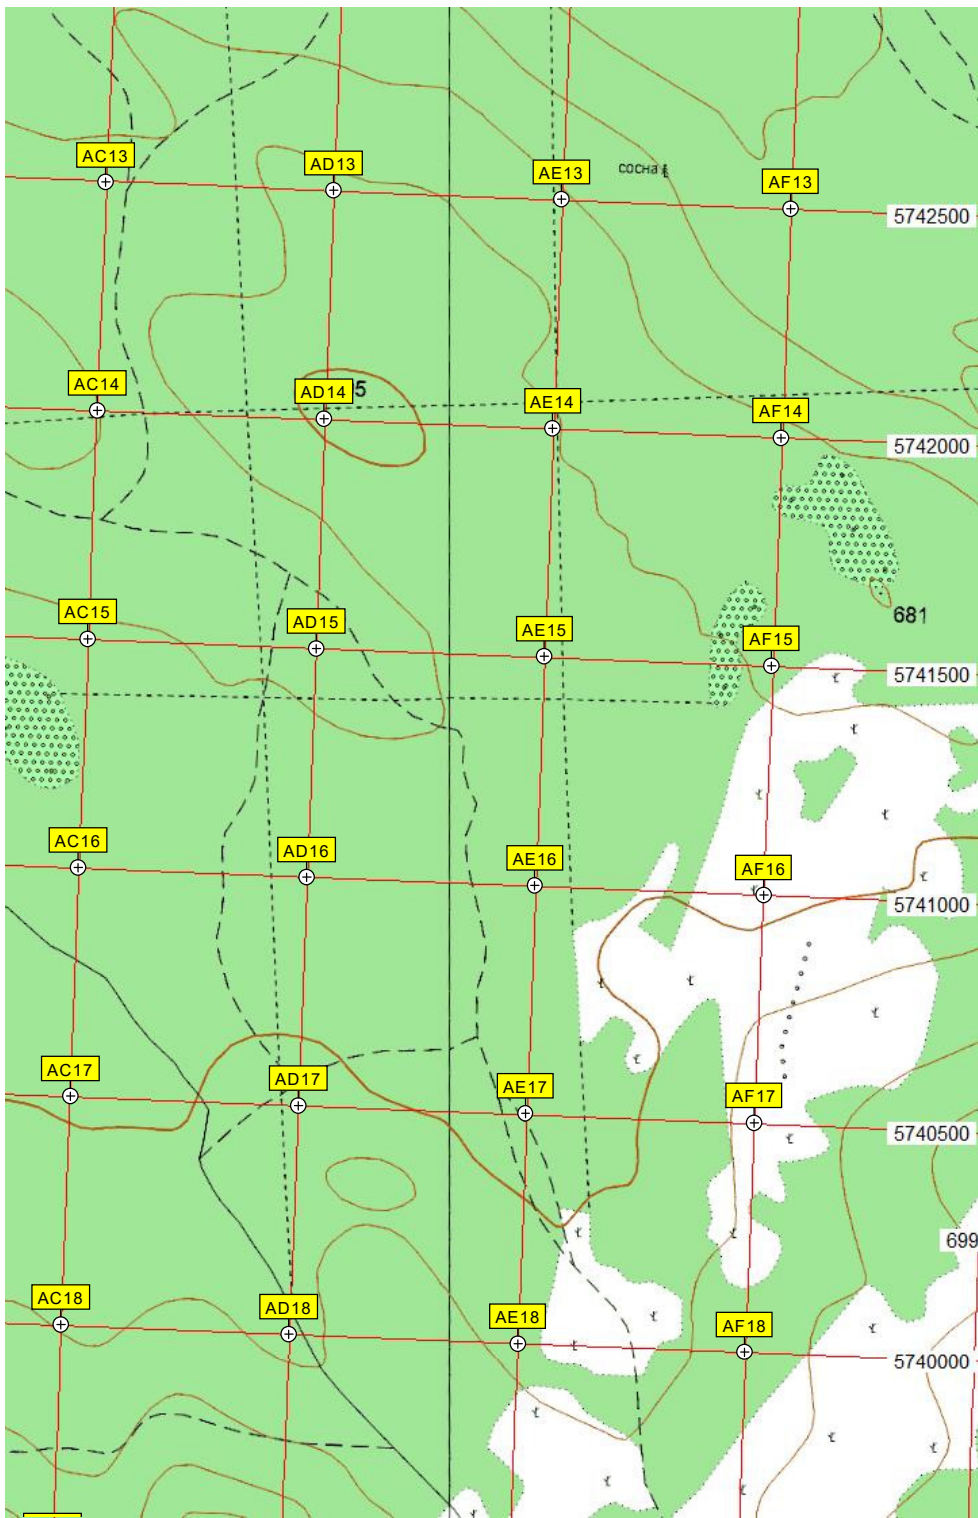 AC13
AD13
AE13
сосна
AF13
5742500
AC14
AD14
5
AE14
AF14
5742000
AC15
AD15
AE15
AF15
681
5741500
AC16
AD16
AE16
AF16
5741000
AC17
AD17
AE17
AF17
5740500
699
AC18
AD18
AE18
AF18
5740000